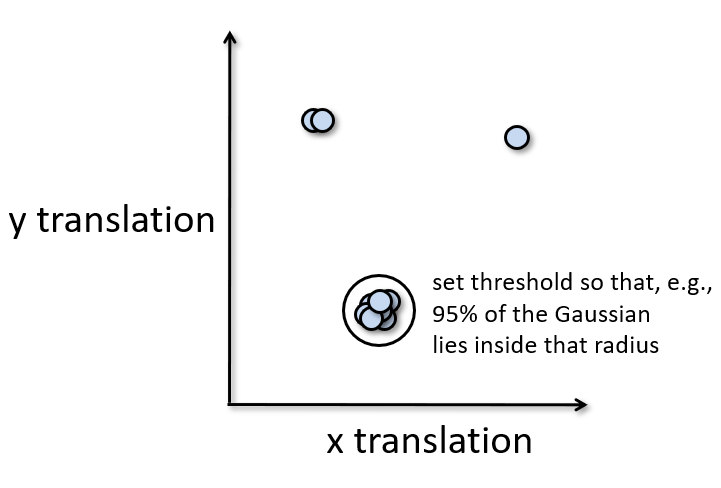 y translation
set threshold so that, e.g.,
95% of the Gaussian
lies inside that radius
x translation